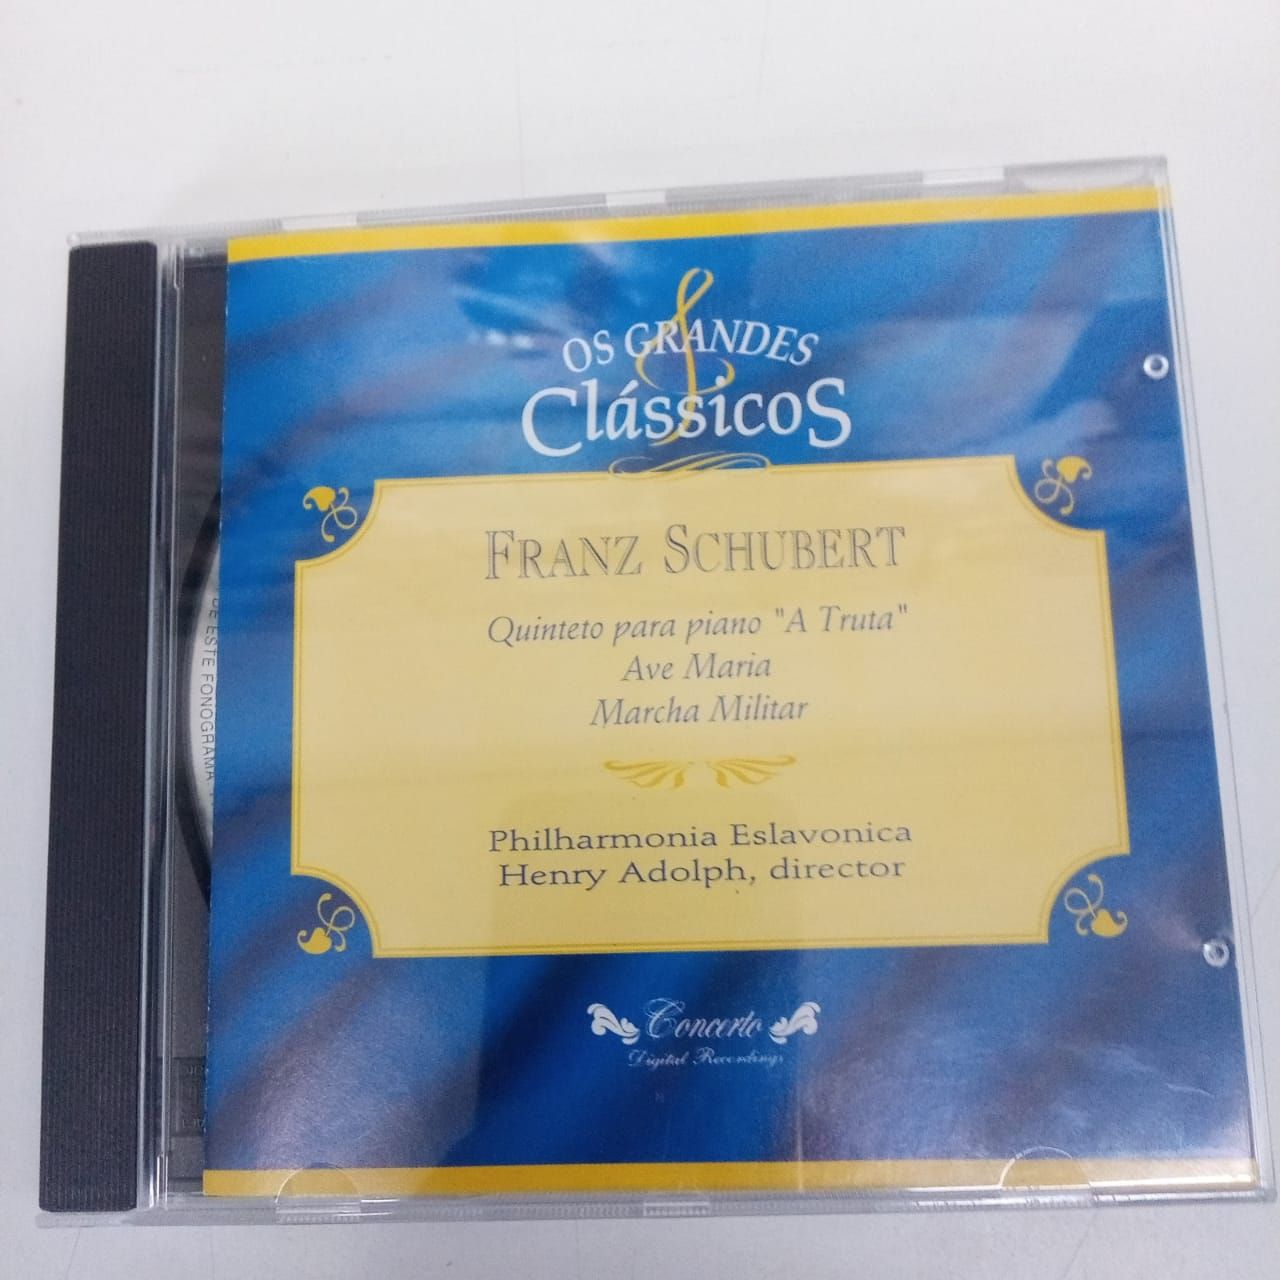 OS GRANDES
Clássicos
FRANZ SCHUBERT
Quinteto para piano "A Truta"
Ave Maria
Marcha Militar
Philharmonia Eslavonica
Henry Adolph, director
Concerto
Digital Recordings
DE ESTE FONOGRAMA